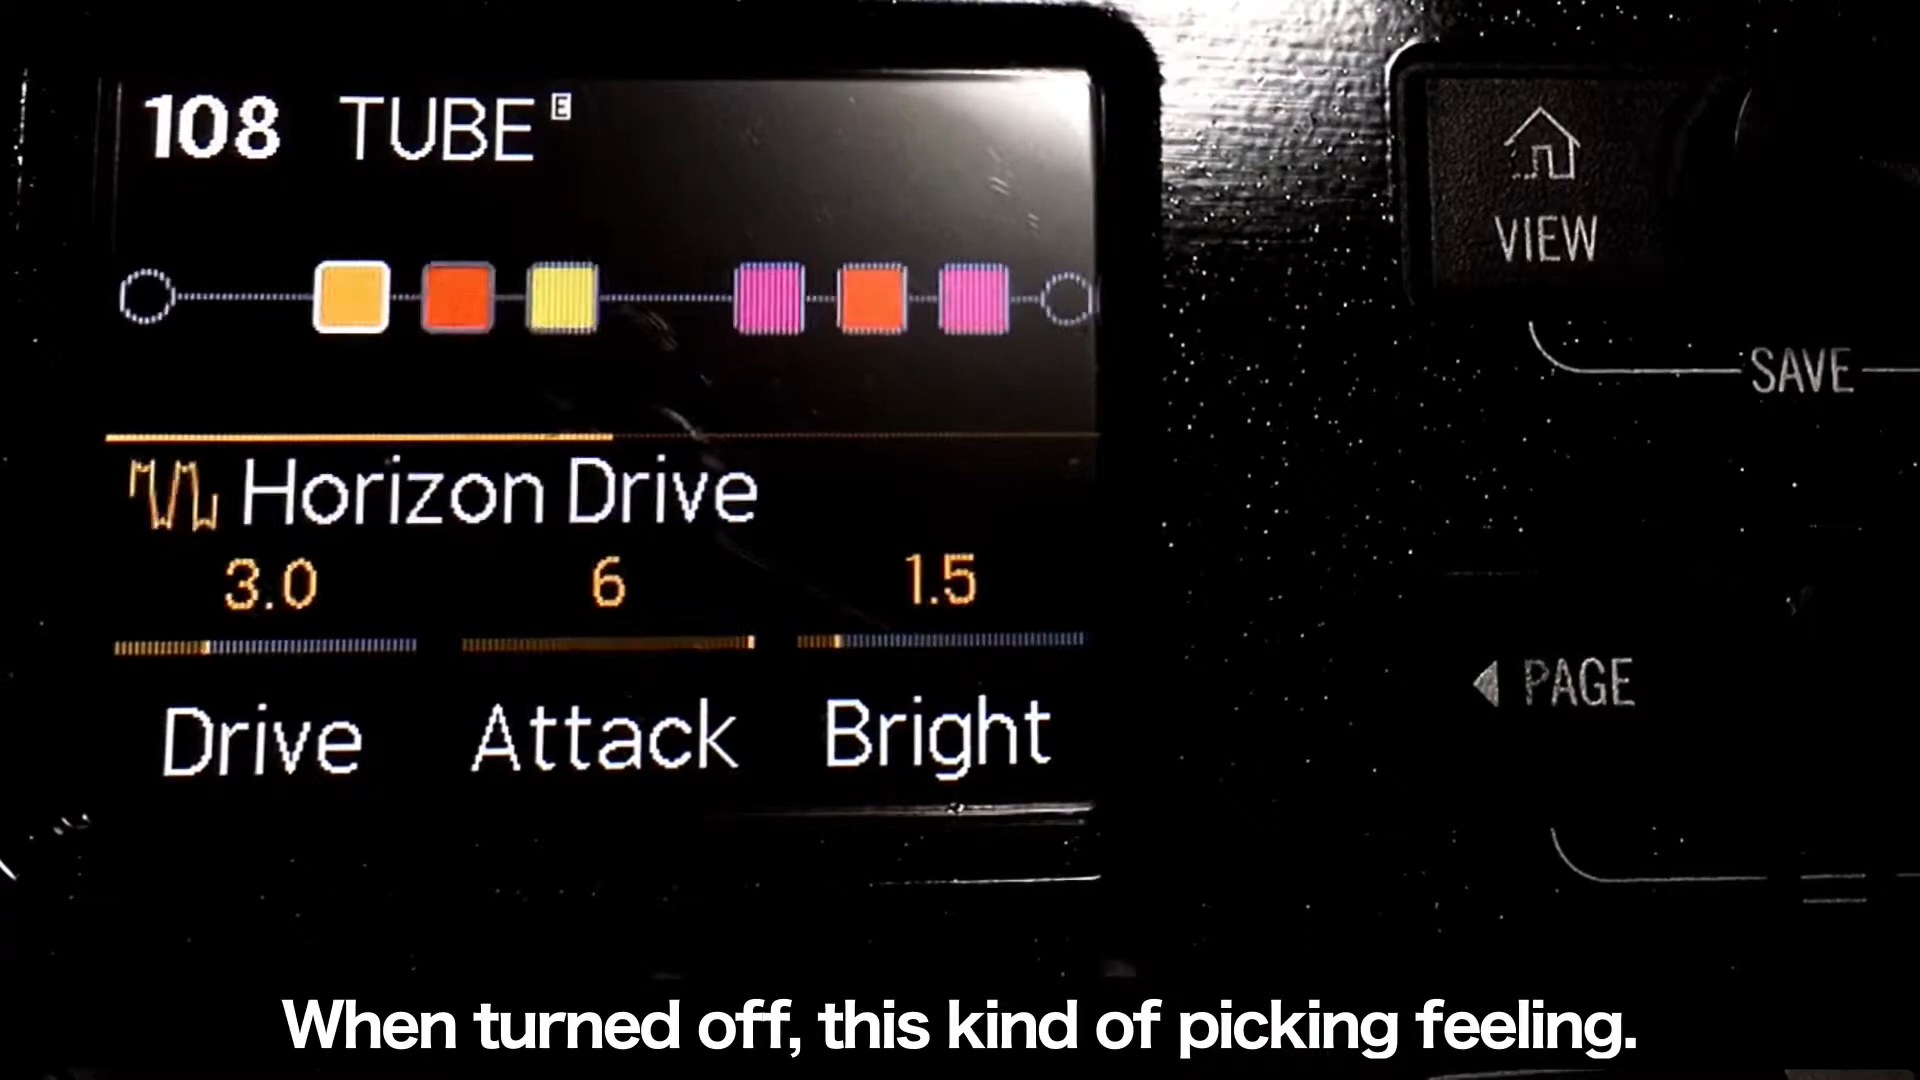 108 TUBE E
VIEW
SAVE
Horizon Drive
3.0 6 1.5
Drive Attack Bright
◀ PAGE
When turned off, this kind of picking feeling.